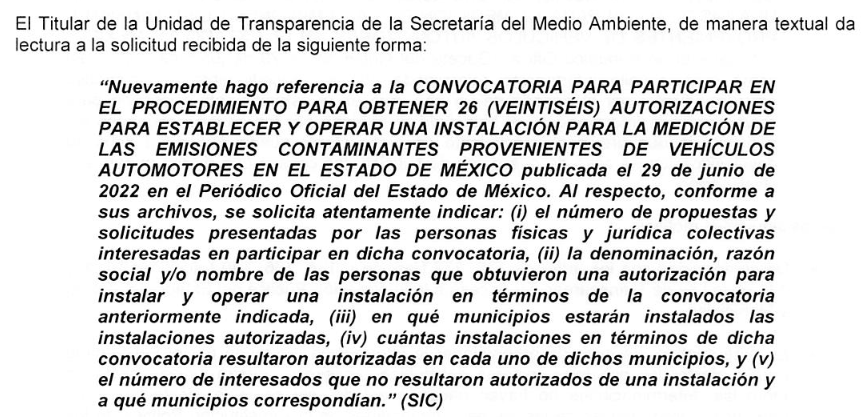 El Titular de la Unidad de Transparencia de la Secretaría del Medio Ambiente, de manera textual da
lectura a la solicitud recibida de la siguiente forma:
“Nuevamente hago referencia a la CONVOCATORIA PARA PARTICIPAR EN
EL PROCEDIMIENTO PARA OBTENER 26 (VEINTISÉIS) AUTORIZACIONES
PARA ESTABLECER Y OPERAR UNA INSTALACIÓN PARA LA MEDICIÓN DE
LAS EMISIONES CONTAMINANTES PROVENIENTES DE VEHÍCULOS
AUTOMOTORES EN EL ESTADO DE MÉXICO publicada el 29 de junio de
2022 en el Periódico Oficial del Estado de México. Al respecto, conforme a
sus archivos, se solicita atentamente indicar: (i) el número de propuestas y
solicitudes presentadas por las personas físicas y jurídica colectivas
interesadas en participar en dicha convocatoria, (ii) la denominación, razón
social y/o nombre de las personas que obtuvieron una autorización para
instalar y operar una instalación en términos de la convocatoria
anteriormente indicada, (iii) en qué municipios estarán instalados las
instalaciones autorizadas, (iv) cuántas instalaciones en términos de dicha
convocatoria resultaron autorizadas en cada uno de dichos municipios, y (v)
el número de interesados que no resultaron autorizados de una instalación y
a qué municipios correspondían.” (SIC)